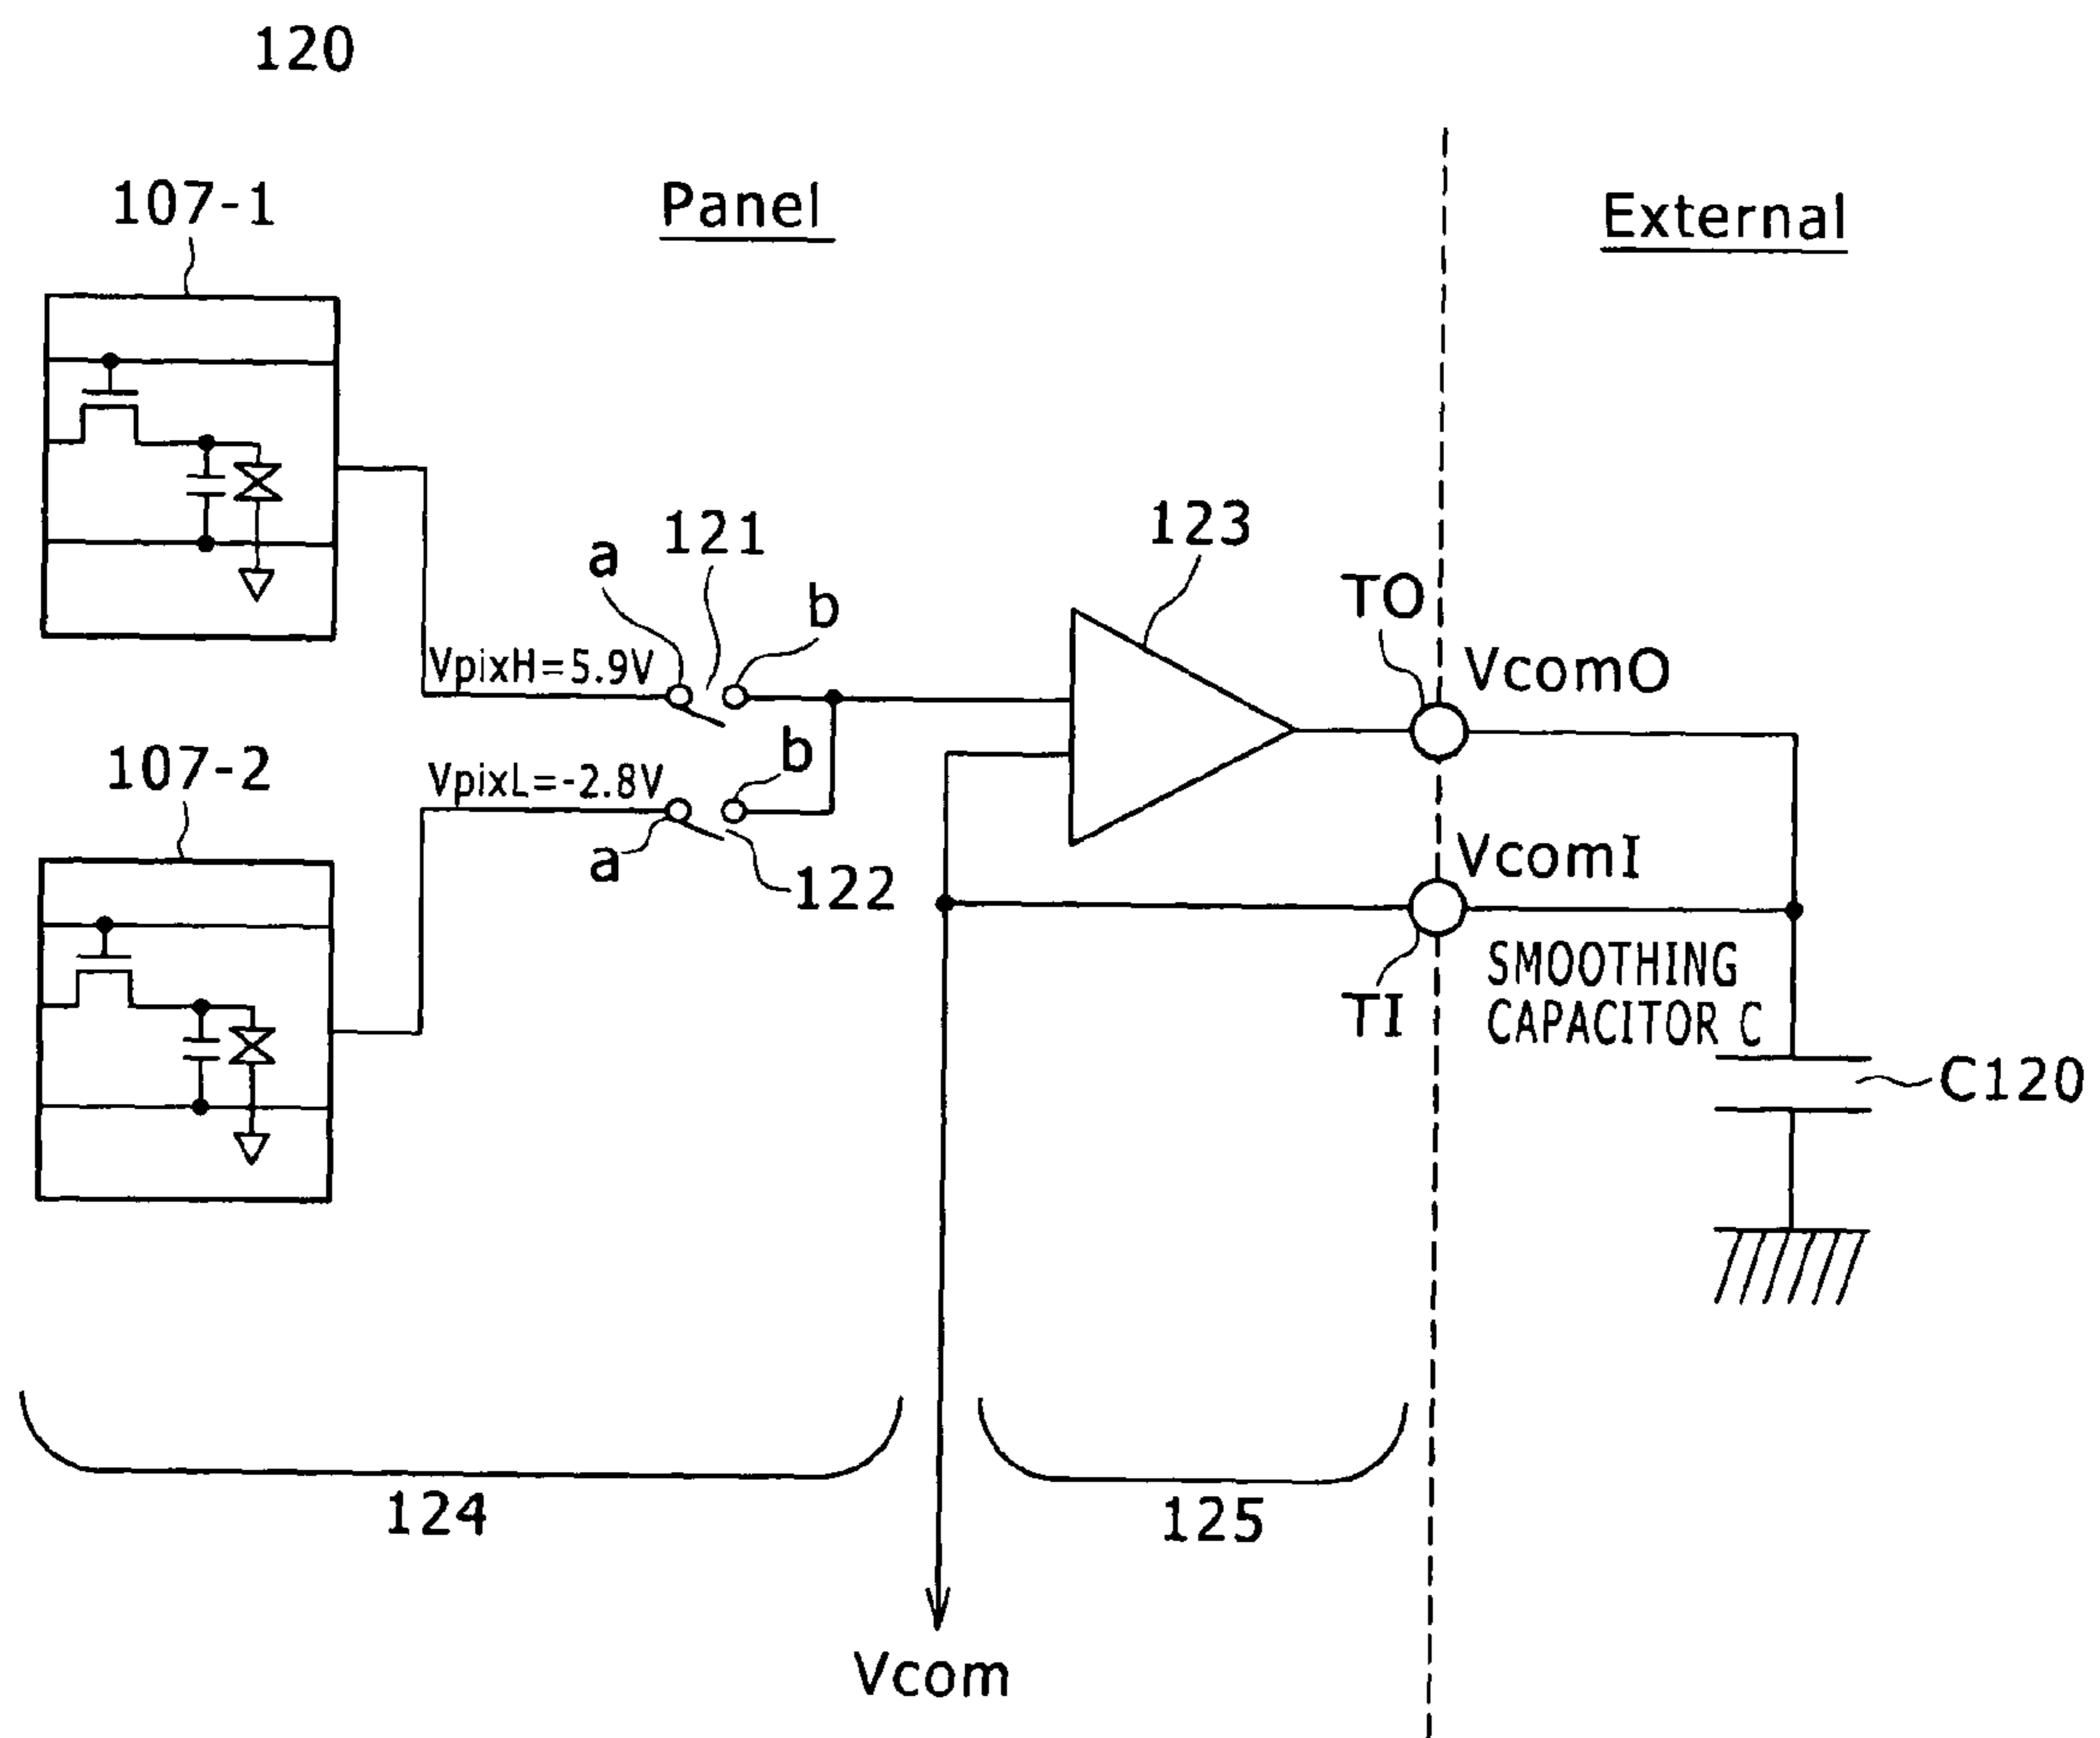 120
107-1
Panel
External
a
121
b
123
TO
VpixH=5.9V
VcomO
107-2
VpixL=-2.8V
b
a
122
VcomI
TI
SMOOTHING
CAPACITOR C
C120
124
125
Vcom